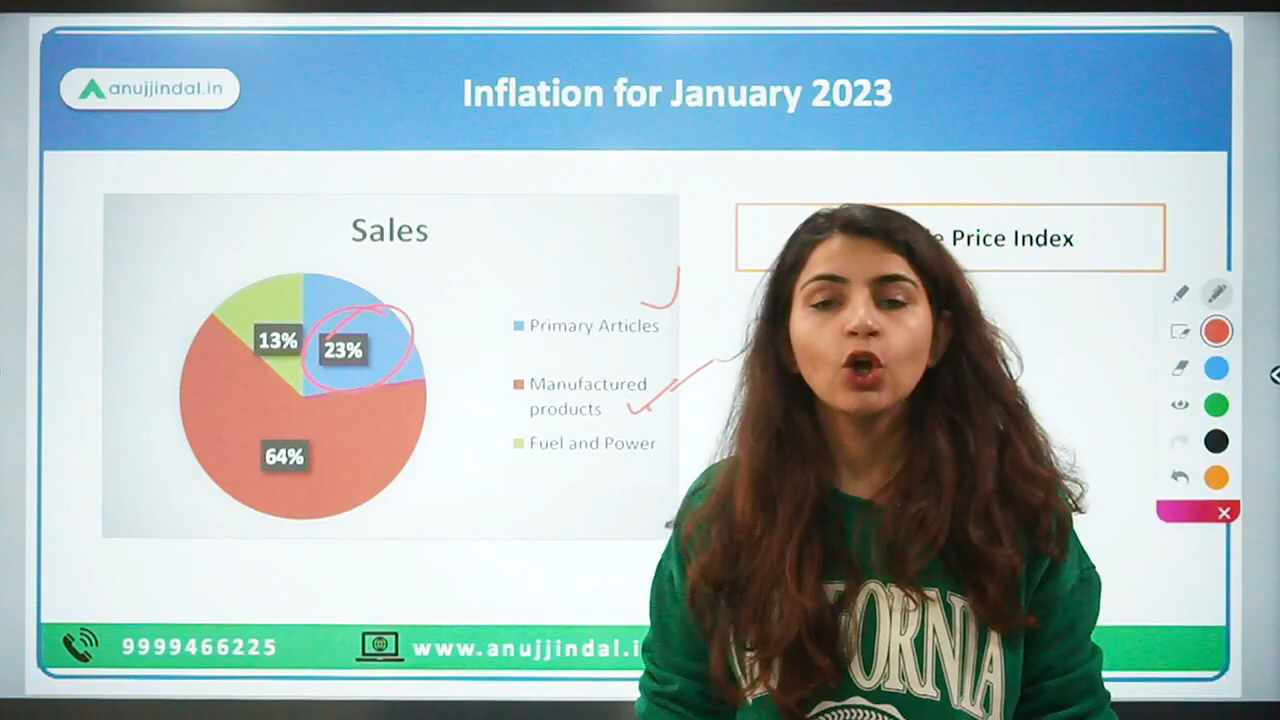 anujjindal.in
Inflation for January 2023
Sales
Price Index
13%
23%
64%
Primary Articles
Manufactured
products
Fuel and Power
9999466225
www.anujjindal.i